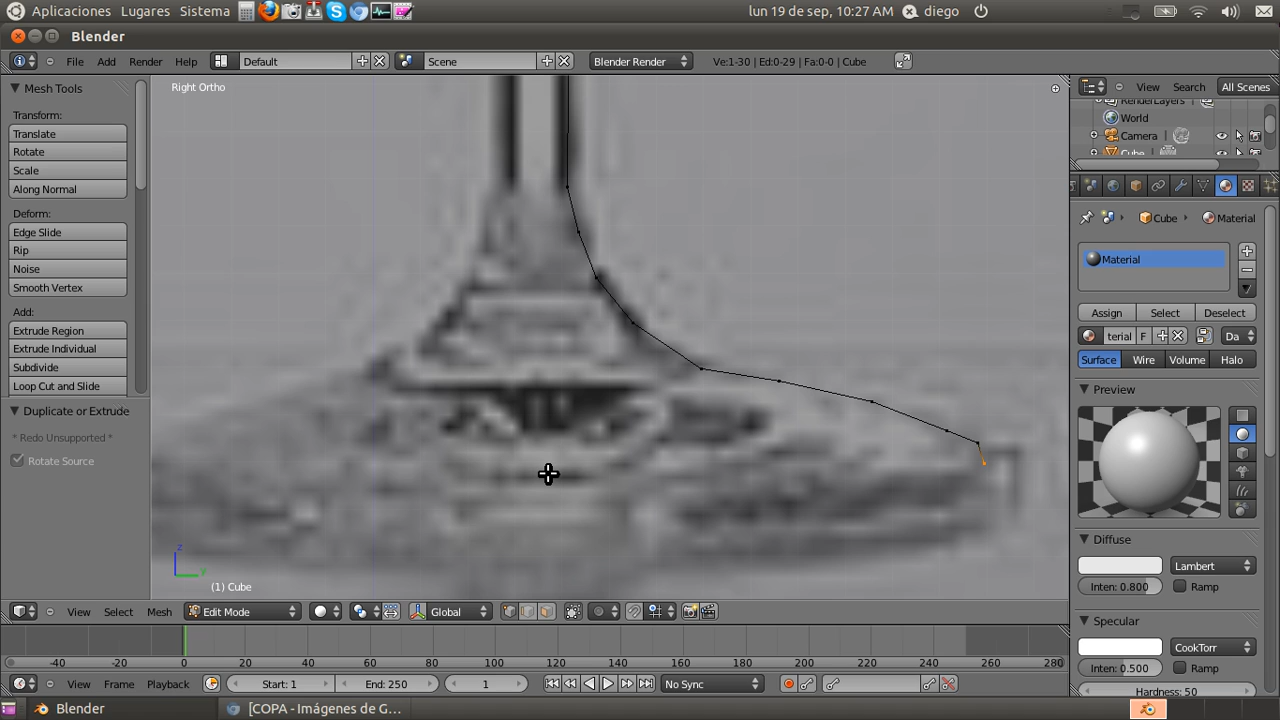 Aplicaciones Lugares Sistema lun 19 de sep, 10:27 AM diego
Blender
File Add Render Help Default Scene Blender Render Ve:1-30 | Ed:0-29 | Fa:0-0 | Cube
Mesh Tools
Transform:
Translate
Rotate
Scale
Along Normal
Deform:
Edge Slide
Rip
Noise
Smooth Vertex
Add:
Extrude Region
Extrude Individual
Subdivide
Loop Cut and Slide
Duplicate or Extrude
* Redo Unsupported *
Rotate Source
Right Ortho
z
y
(1) Cube
View Search All Scenes
RenderLayers
World
Camera
Cube
Cube Material
Material
Assign Select Deselect
terial F Da
Surface Wire Volume Halo
Preview
Diffuse
Lambert
Inten: 0.800 Ramp
Specular
CookTorr
Inten: 0.500 Ramp
Hardness: 50
View Select Mesh Edit Mode Global
-40 -20 0 20 40 60 80 100 120 140 160 180 200 220 240 260 280
View Frame Playback Start: 1 End: 250 1 No Sync
Blender [COPA - Imágenes de G...